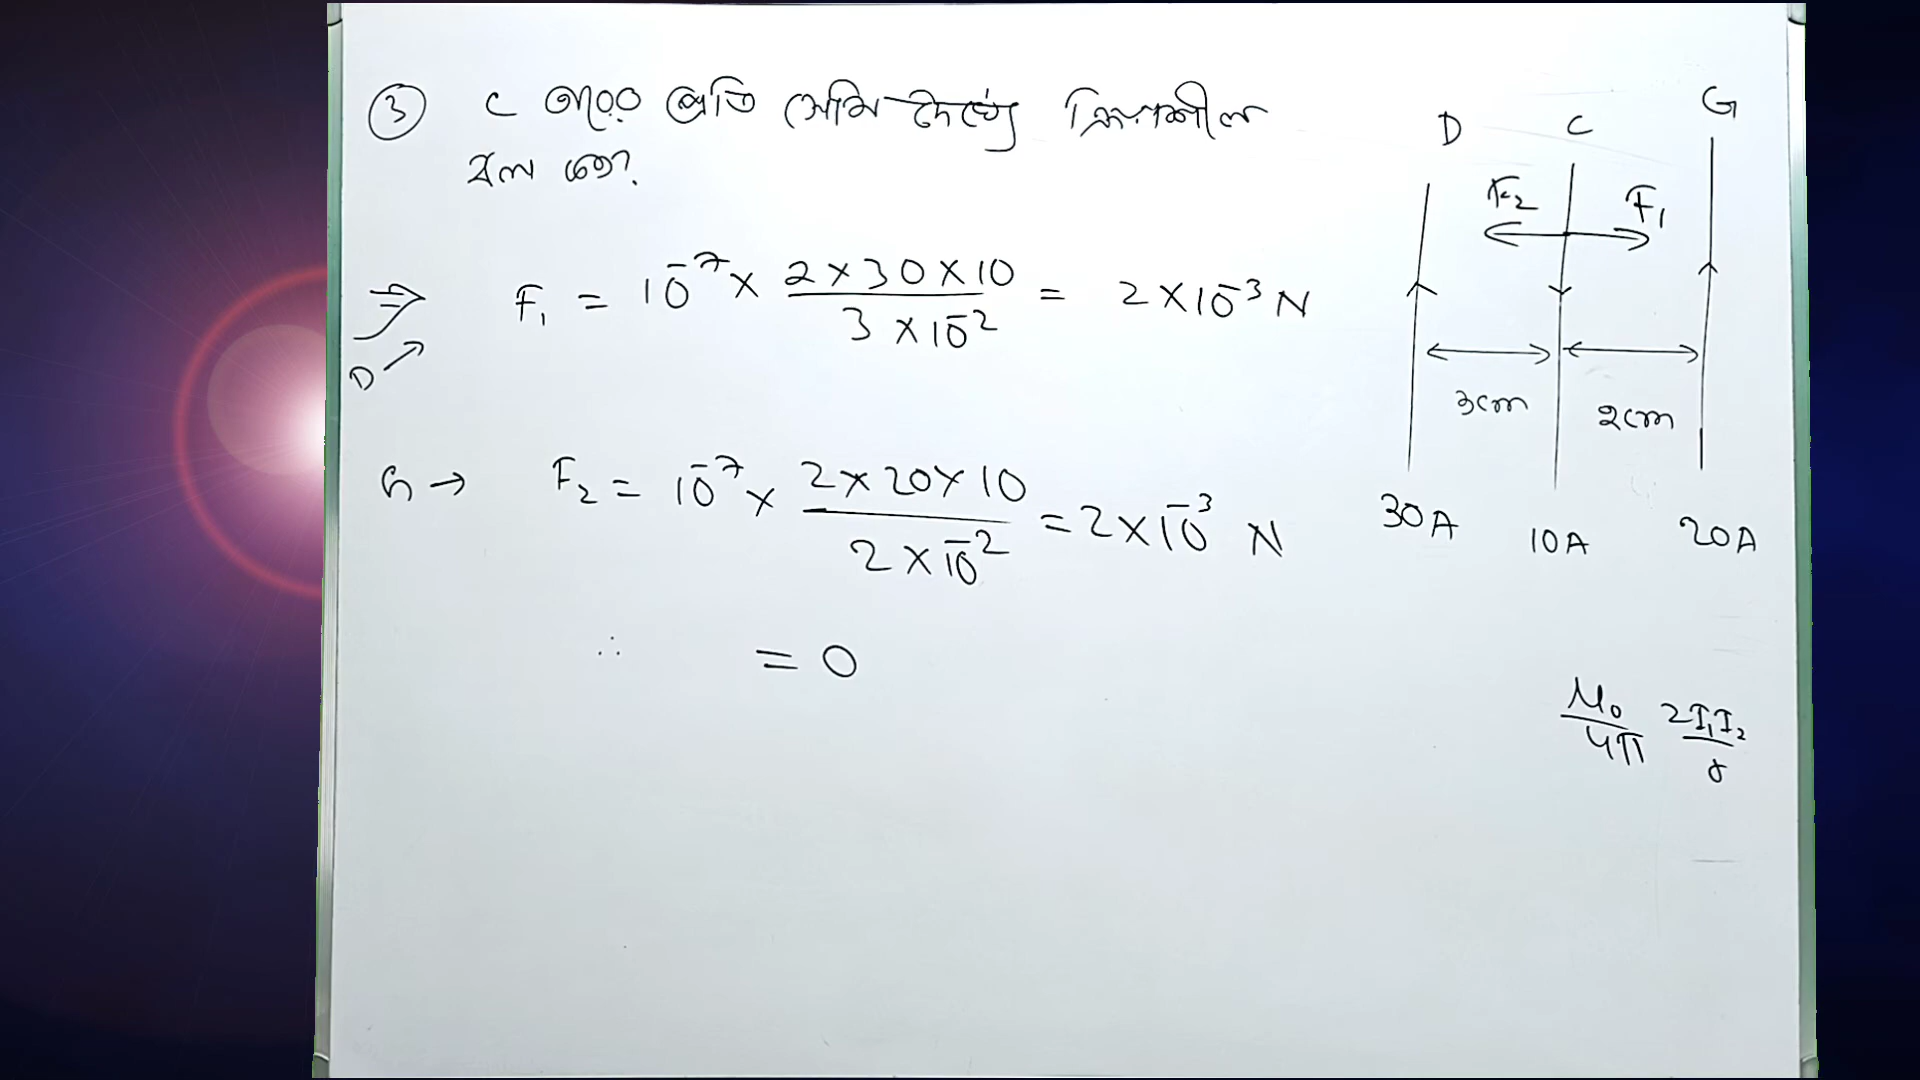 ③ C তারের প্রতি সেমি দৈর্ঘ্যে ক্রিয়াশীল
বল কত?
D C G
F₂ F₁
F₁ = 10⁻⁷ × (2×30×10)/(3×10⁻²) = 2×10⁻³ N
D →
3cm 2cm
G → F₂ = 10⁻⁷ × (2×20×10)/(2×10⁻²) = 2×10⁻³ N
30A 10A 20A
∴ = 0
μ₀/4π 2I₁I₂/r